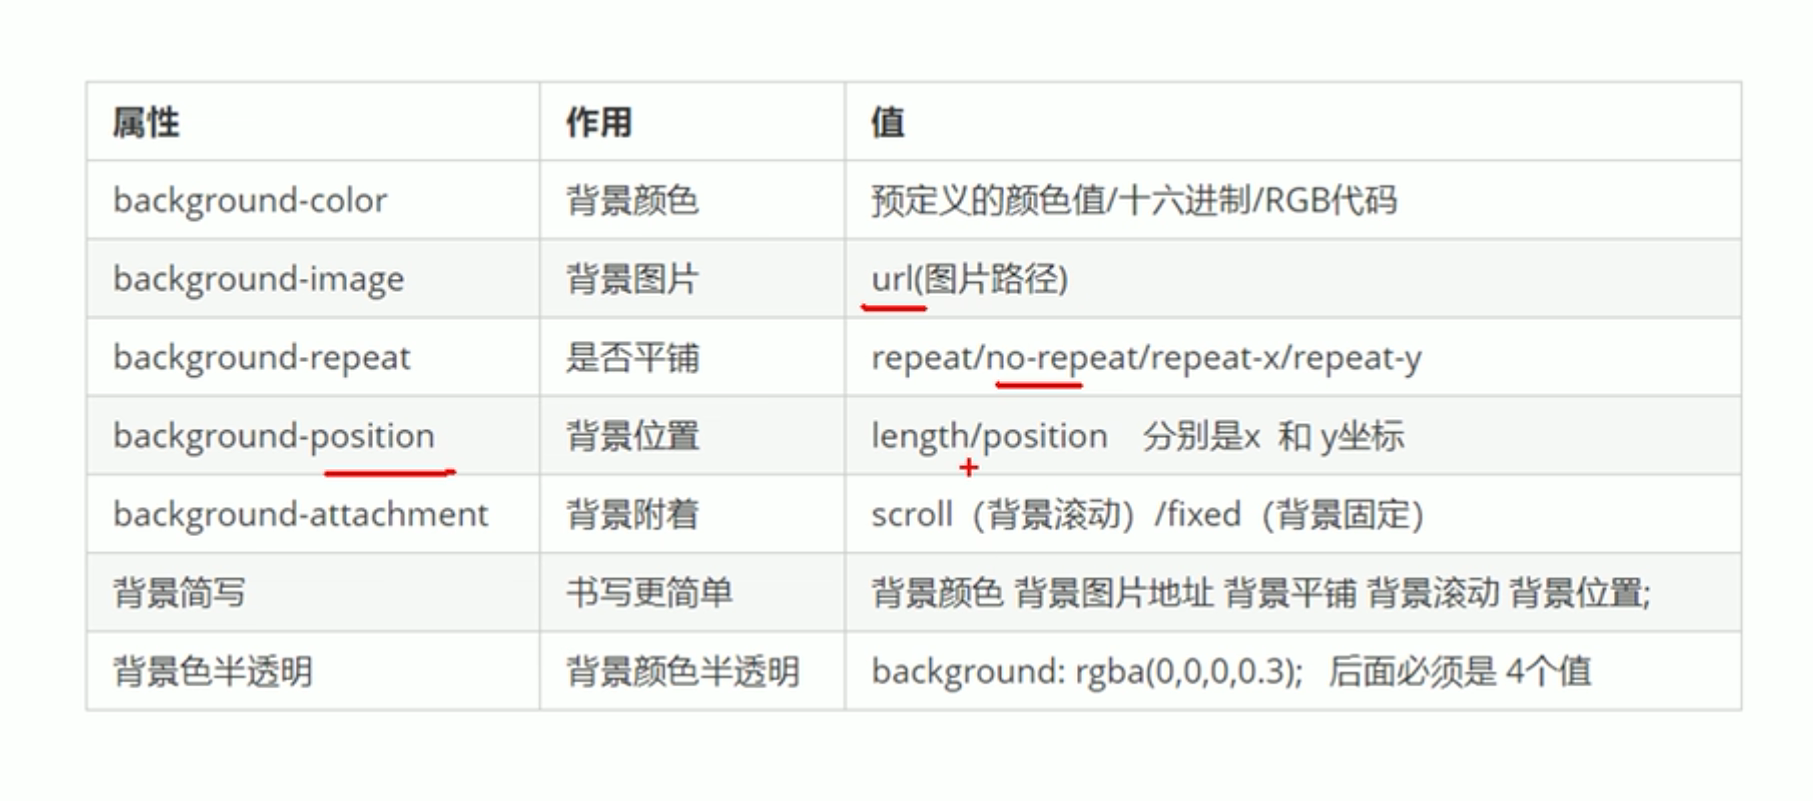 属性 作用 值
background-color 背景颜色 预定义的颜色值/十六进制/RGB代码
background-image 背景图片 url(图片路径)
background-repeat 是否平铺 repeat/no-repeat/repeat-x/repeat-y
background-position 背景位置 length/position 分别是x 和 y坐标
background-attachment 背景附着 scroll（背景滚动）/fixed（背景固定）
背景简写 书写更简单 背景颜色 背景图片地址 背景平铺 背景滚动 背景位置;
背景色半透明 背景颜色半透明 background: rgba(0,0,0,0.3); 后面必须是 4个值